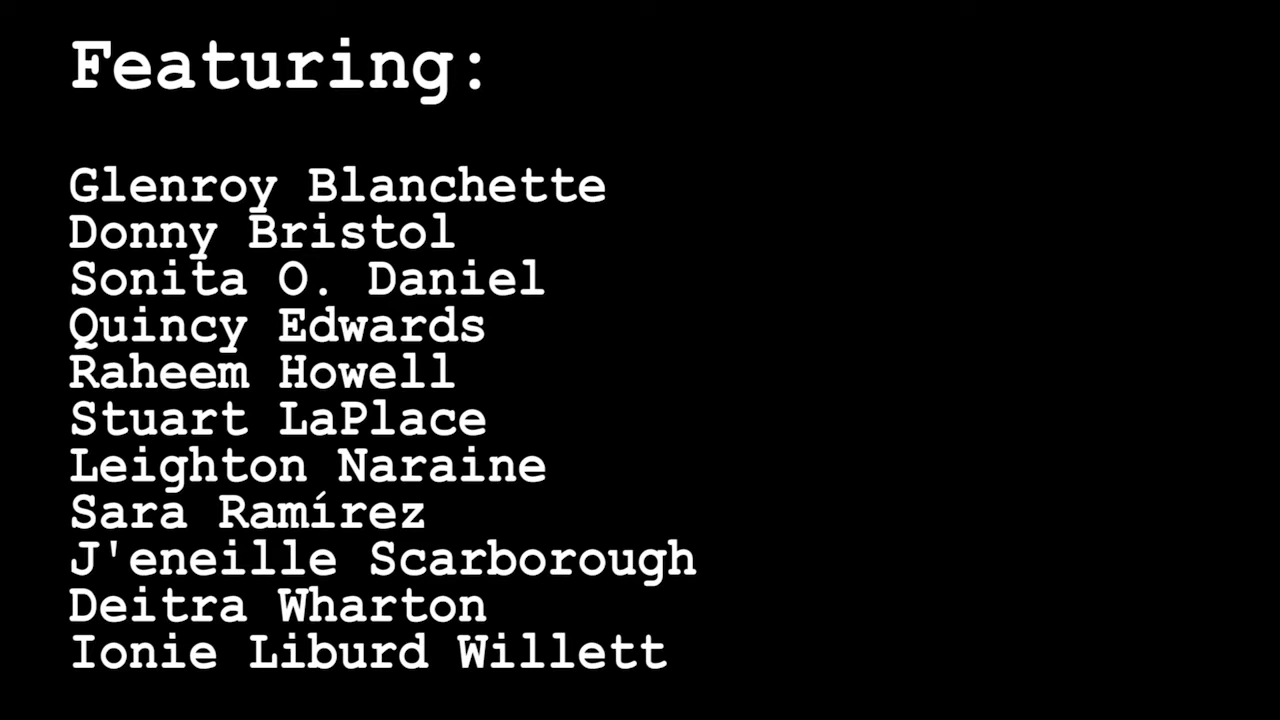 Featuring:
Glenroy Blanchette
Donny Bristol
Sonita O. Daniel
Quincy Edwards
Raheem Howell
Stuart LaPlace
Leighton Naraine
Sara Ramírez
J'eneille Scarborough
Deitra Wharton
Ionie Liburd Willett